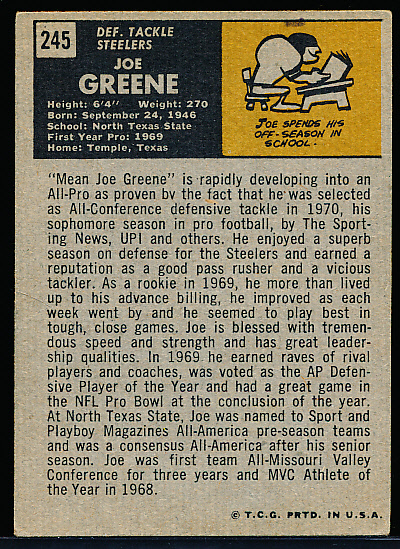 245
DEF. TACKLE
STEELERS
JOE
GREENE
Height: 6'4" Weight: 270
Born: September 24, 1946
School: North Texas State
First Year Pro: 1969
Home: Temple, Texas
JOE SPENDS HIS
OFF-SEASON IN
SCHOOL.
"Mean Joe Greene" is rapidly developing into an
All-Pro as proven by the fact that he was selected
as All-Conference defensive tackle in 1970, his
sophomore season in pro football, by The Sport-
ing News, UPI and others. He enjoyed a superb
season on defense for the Steelers and earned a
reputation as a good pass rusher and a vicious
tackler. As a rookie in 1969, he more than lived
up to his advance billing, he improved as each
week went by and he seemed to play best in
tough, close games. Joe is blessed with tremen-
dous speed and strength and has great leader-
ship qualities. In 1969 he earned raves of rival
players and coaches, was voted as the AP Defen-
sive Player of the Year and had a great game in
the NFL Pro Bowl at the conclusion of the year.
At North Texas State, Joe was named to Sport and
Playboy Magazines All-America pre-season teams
and was a consensus All-America after his senior
season. Joe was first team All-Missouri Valley
Conference for three years and MVC Athlete of
the Year in 1968.
© T.C.G. PRTD. IN U.S.A.